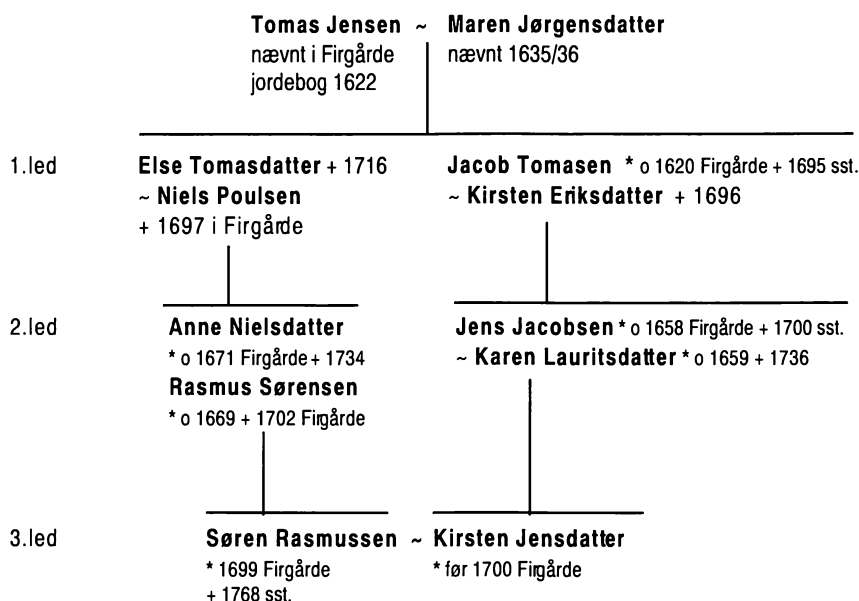 Tomas Jensen ~ Maren Jørgensdatter
nævnt i Firgårde nævnt 1635/36
jordebog 1622
1.led Else Tomasdatter + 1716 Jacob Tomasen * o 1620 Firgårde + 1695 sst.
~ Niels Poulsen ~ Kirsten Eriksdatter + 1696
+ 1697 i Firgårde
2.led Anne Nielsdatter Jens Jacobsen * o 1658 Firgårde + 1700 sst.
* o 1671 Firgårde + 1734 ~ Karen Lauritsdatter * o 1659 + 1736
Rasmus Sørensen
* o 1669 + 1702 Firgårde
3.led Søren Rasmussen ~ Kirsten Jensdatter
* 1699 Firgårde * før 1700 Firgårde
+ 1768 sst.